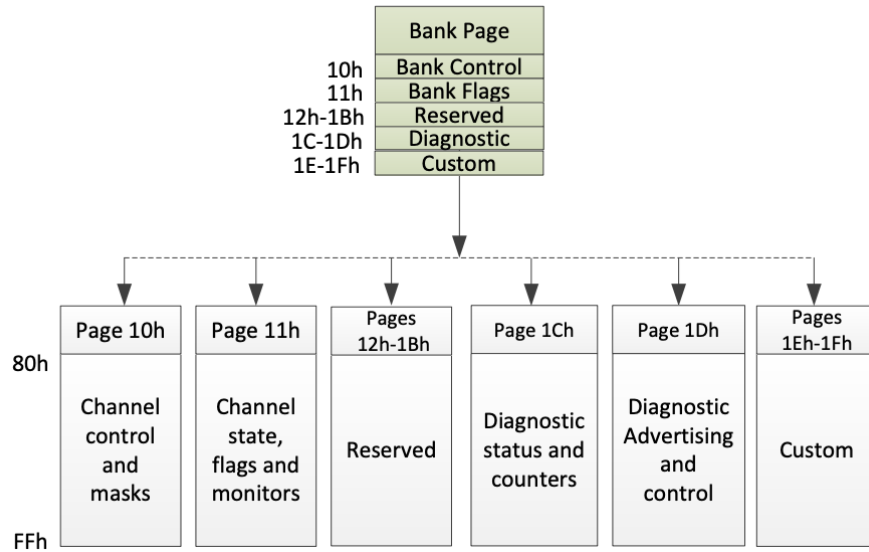 Bank Page
10h Bank Control
11h Bank Flags
12h-1Bh Reserved
1C-1Dh Diagnostic
1E-1Fh Custom
Page 10h
Page 11h
Pages
12h-1Bh
Page 1Ch
Page 1Dh
Pages
1Eh-1Fh
80h
Channel
control
and
masks
Channel
state,
flags and
monitors
Reserved
Diagnostic
status and
counters
Diagnostic
Advertising
and
control
Custom
FFh